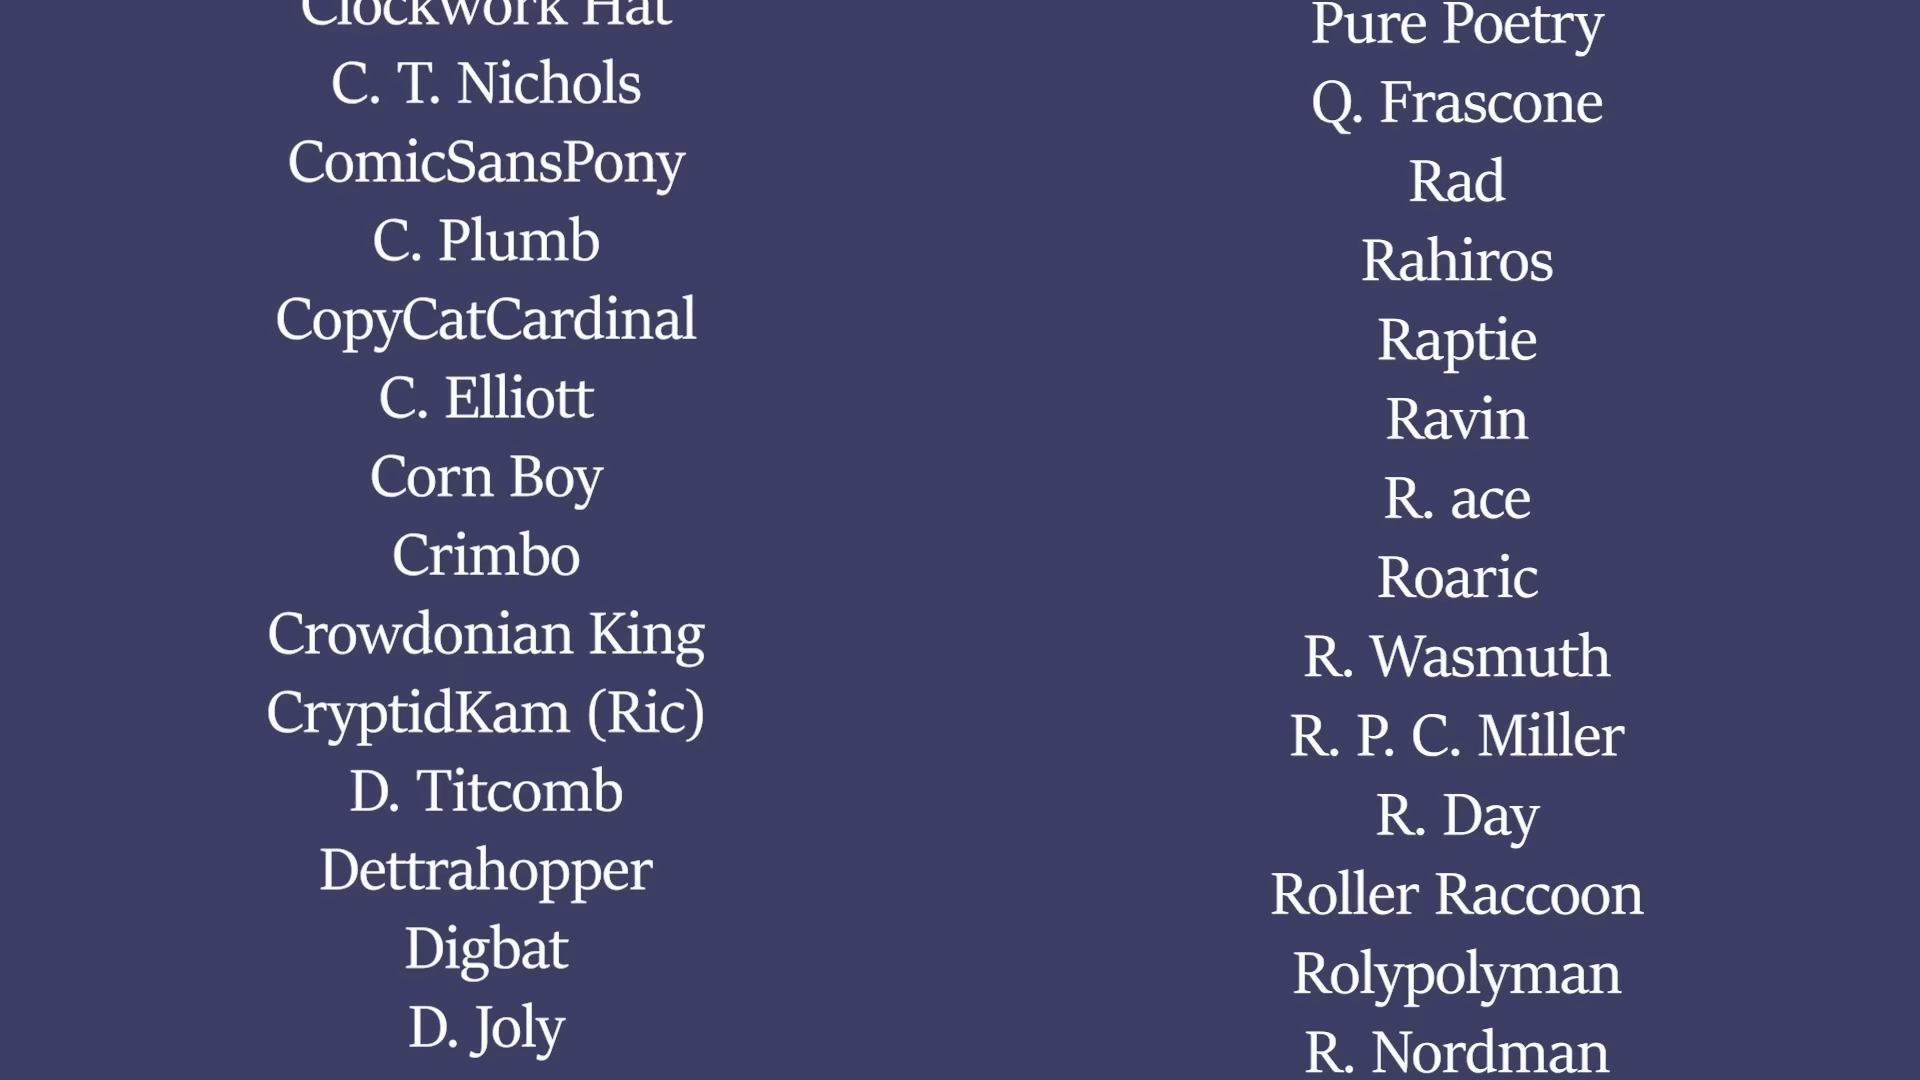 Clockwork Hat
C. T. Nichols
ComicSansPony
C. Plumb
CopyCatCardinal
C. Elliott
Corn Boy
Crimbo
Crowdonian King
CryptidKam (Ric)
D. Titcomb
Dettrahopper
Digbat
D. Joly
Pure Poetry
Q. Frascone
Rad
Rahiros
Raptie
Ravin
R. ace
Roaric
R. Wasmuth
R. P. C. Miller
R. Day
Roller Raccoon
Rolypolyman
R. Nordman